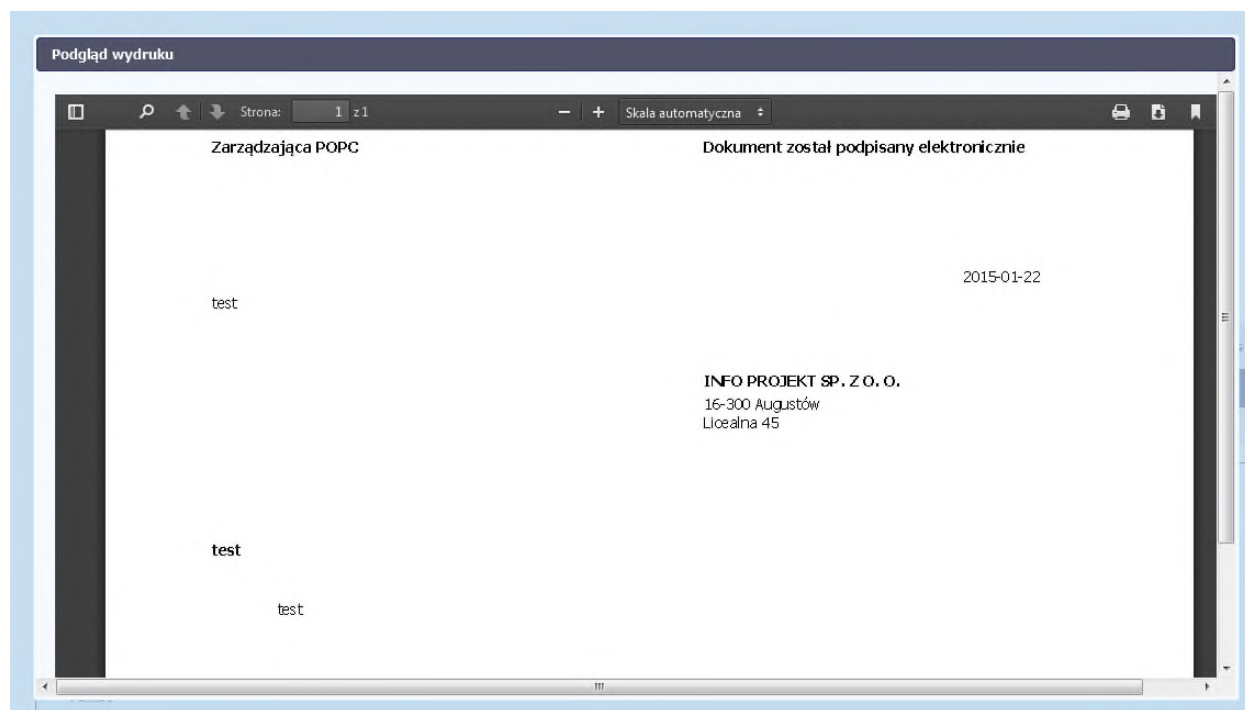 Podgląd wydruku
Strona: 1 z 1
Skala automatyczna
Zarządzająca POPC
Dokument został podpisany elektronicznie
2015-01-22
test
INFO PROJEKT SP. Z O. O.
16-300 Augustów
Licealna 45
test
test